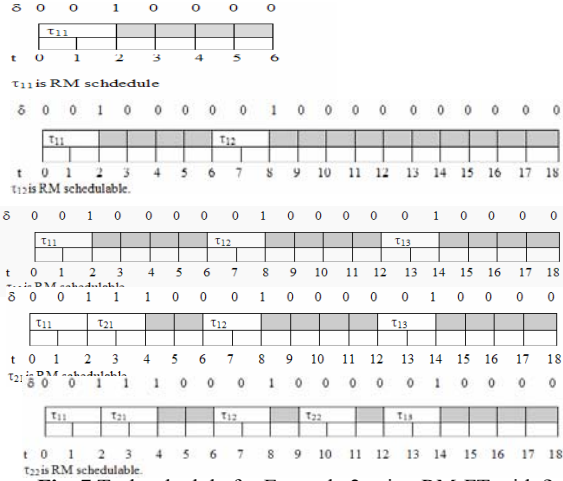 δ 0 0 1 0 0 0 0
τ11
t 0 1 2 3 4 5 6
τ11 is RM schdedule
δ 0 0 1 0 0 0 0 0 1 0 0 0 0 0 0 0 0 0 0
τ11 τ12
t 0 1 2 3 4 5 6 7 8 9 10 11 12 13 14 15 16 17 18
τ12 is RM schedulable.
δ 0 0 1 0 0 0 0 0 1 0 0 0 0 0 1 0 0 0 0
τ11 τ12 τ13
t 0 1 2 3 4 5 6 7 8 9 10 11 12 13 14 15 16 17 18
is RM schedulable
δ 0 0 1 1 1 0 0 0 1 0 0 0 0 0 1 0 0 0 0
τ11 τ21 τ12 τ13
t 0 1 2 3 4 5 6 7 8 9 10 11 12 13 14 15 16 17 18
τ21 is RM schedulable
δ 0 0 1 1 1 0 0 0 1 0 0 0 0 0 1 0 0 0 0
τ11 τ21 τ12 τ22 τ13
t 0 1 2 3 4 5 6 7 8 9 10 11 12 13 14 15 16 17 18
τ22 is RM schedulable.